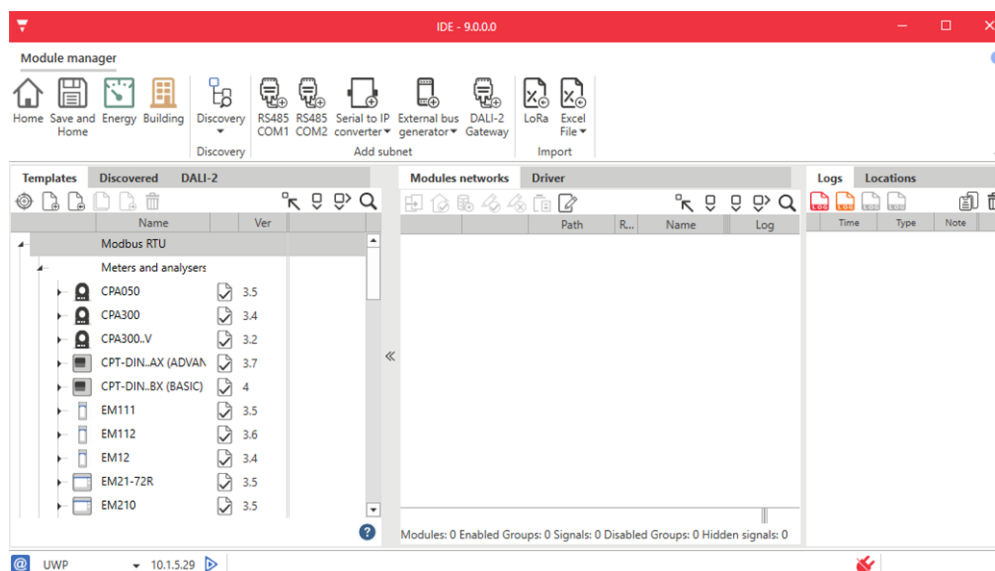 IDE - 9.0.0.0
Module manager
Home Save and Home Energy Building Discovery RS485 COM1 RS485 COM2 Serial to IP converter External bus generator DALI-2 Gateway LoRa Excel File
Discovery Add subnet Import
Templates Discovered DALI-2 Modules networks Driver Logs Locations
LOG LOG LOG LOG
Name Ver Path R... Name Log Time Type Note
Modbus RTU
Meters and analysers
CPA050 3.5
CPA300 3.4
CPA300..V 3.2
CPT-DIN..AX (ADVAN 3.7
CPT-DIN..BX (BASIC) 4
EM111 3.5
EM112 3.6
EM12 3.4
EM21-72R 3.5
EM210 3.5
Modules: 0 Enabled Groups: 0 Signals: 0 Disabled Groups: 0 Hidden signals: 0
UWP 10.1.5.29